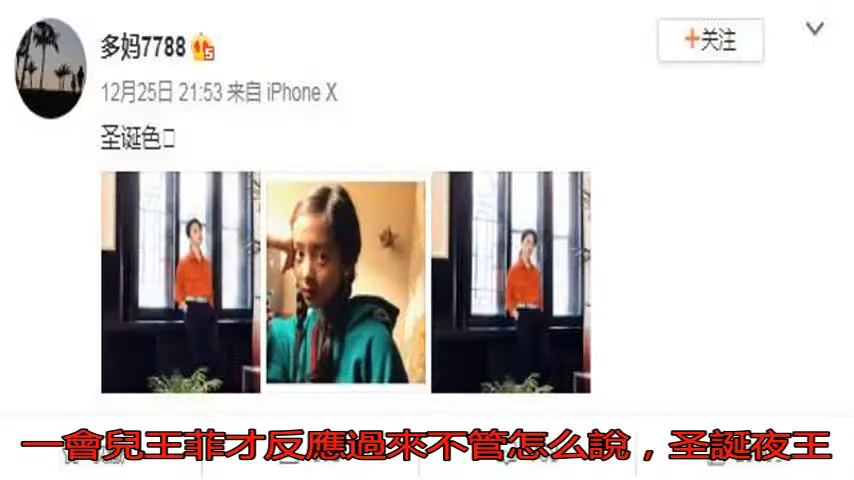 多妈7788
+关注
12月25日 21:53 来自 iPhone X
圣诞色
一會兒王菲才反應過來不管怎么說，圣誕夜王